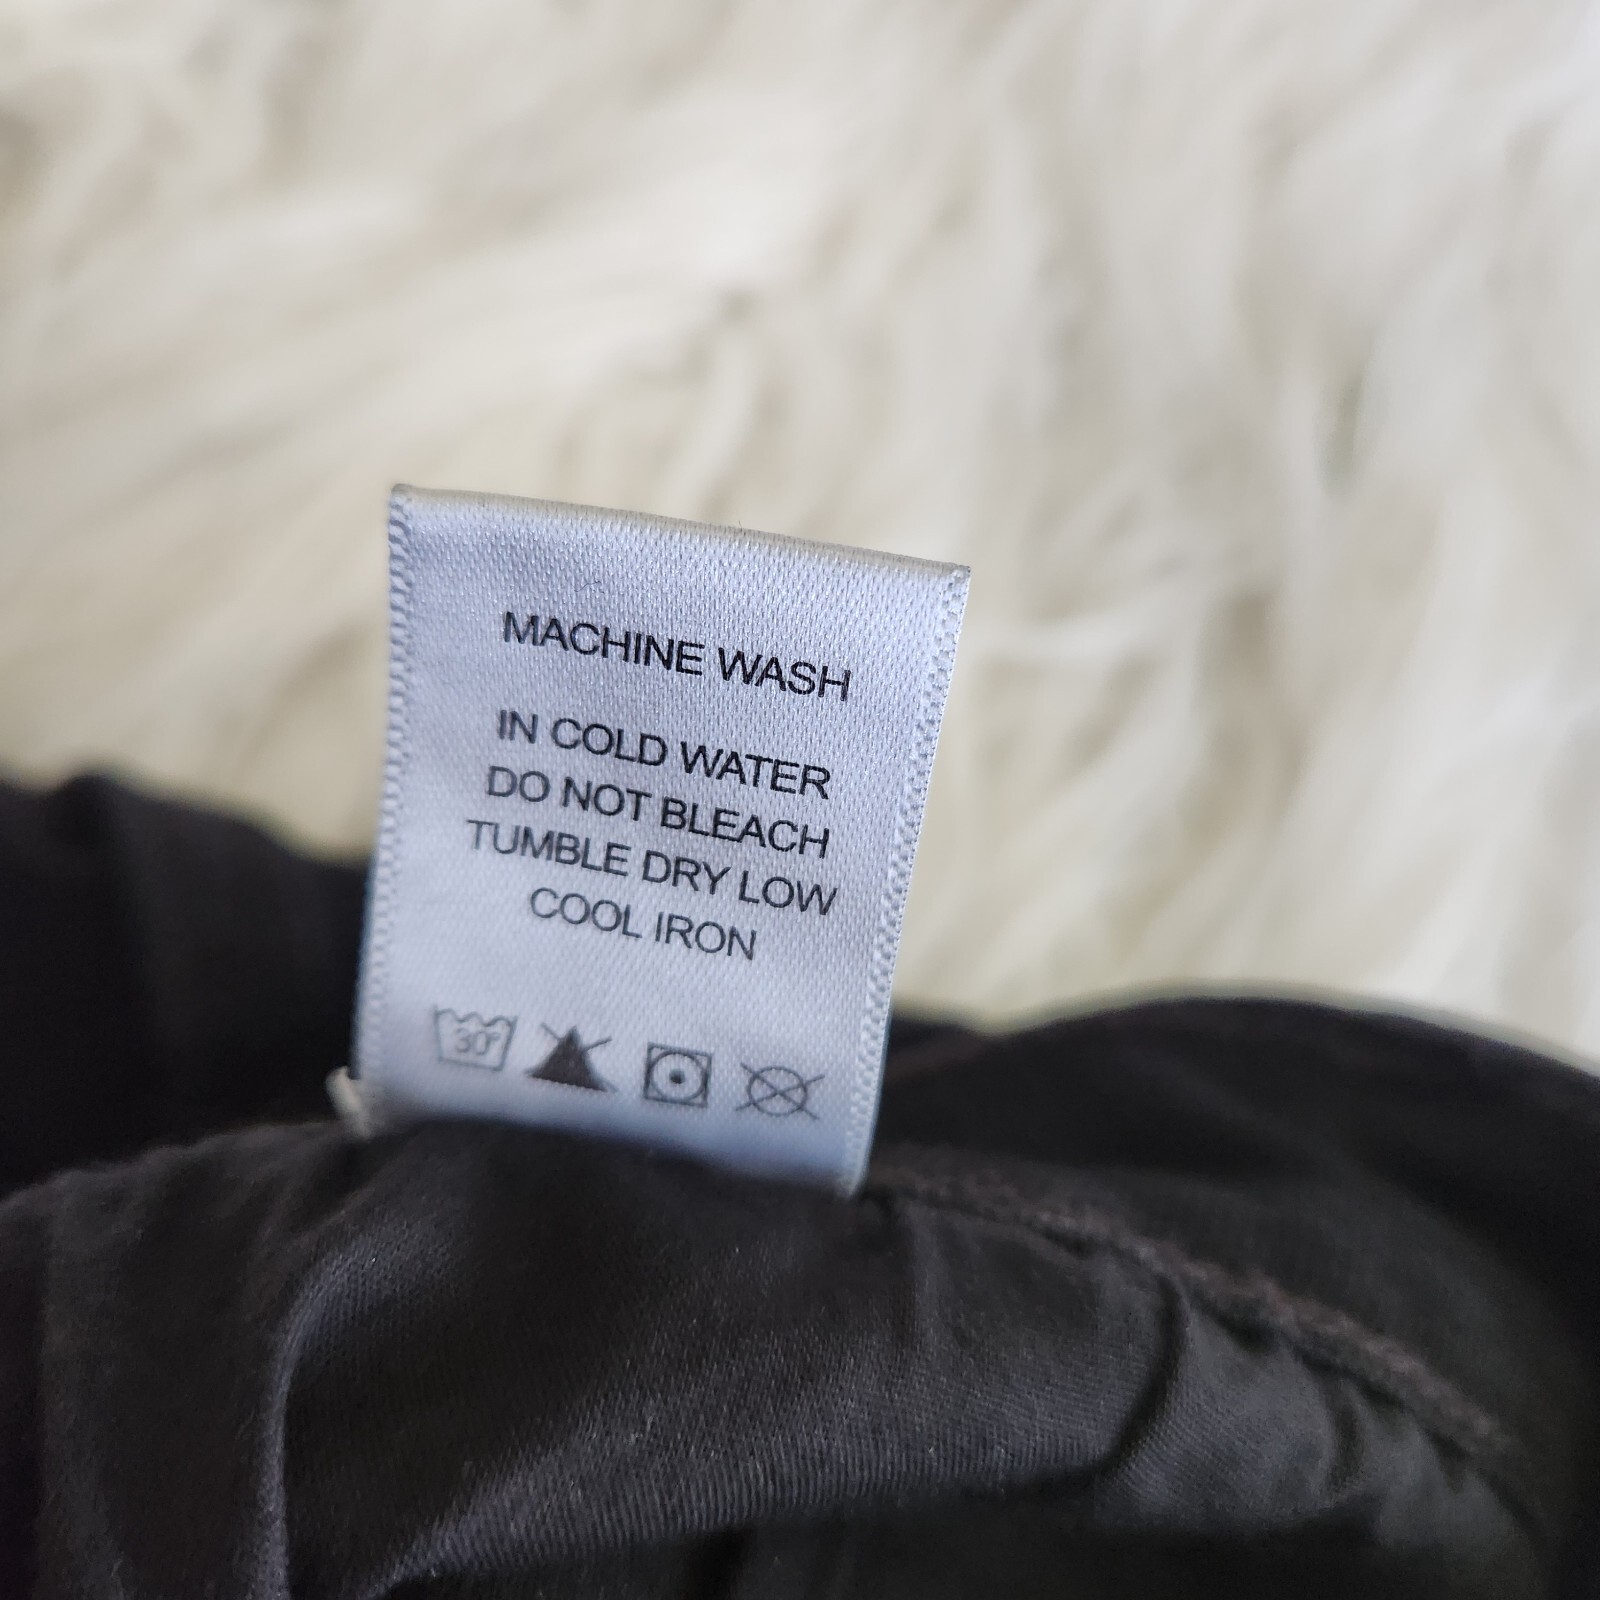 MACHINE WASH
IN COLD WATER
DO NOT BLEACH
TUMBLE DRY LOW
COOL IRON
30°